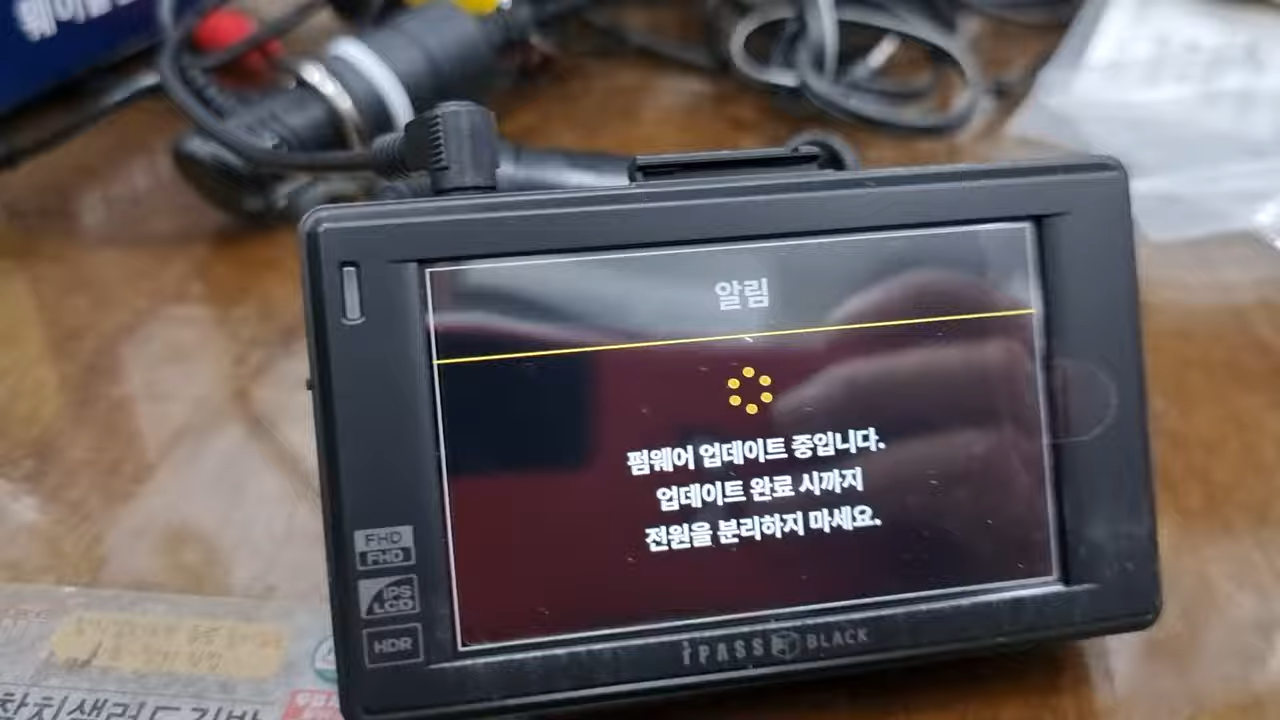 알림
펌웨어 업데이트 중입니다.
업데이트 완료 시까지
전원을 분리하지 마세요.
FHD
FHD
IPS
LCD
HDR
iPASS BLACK